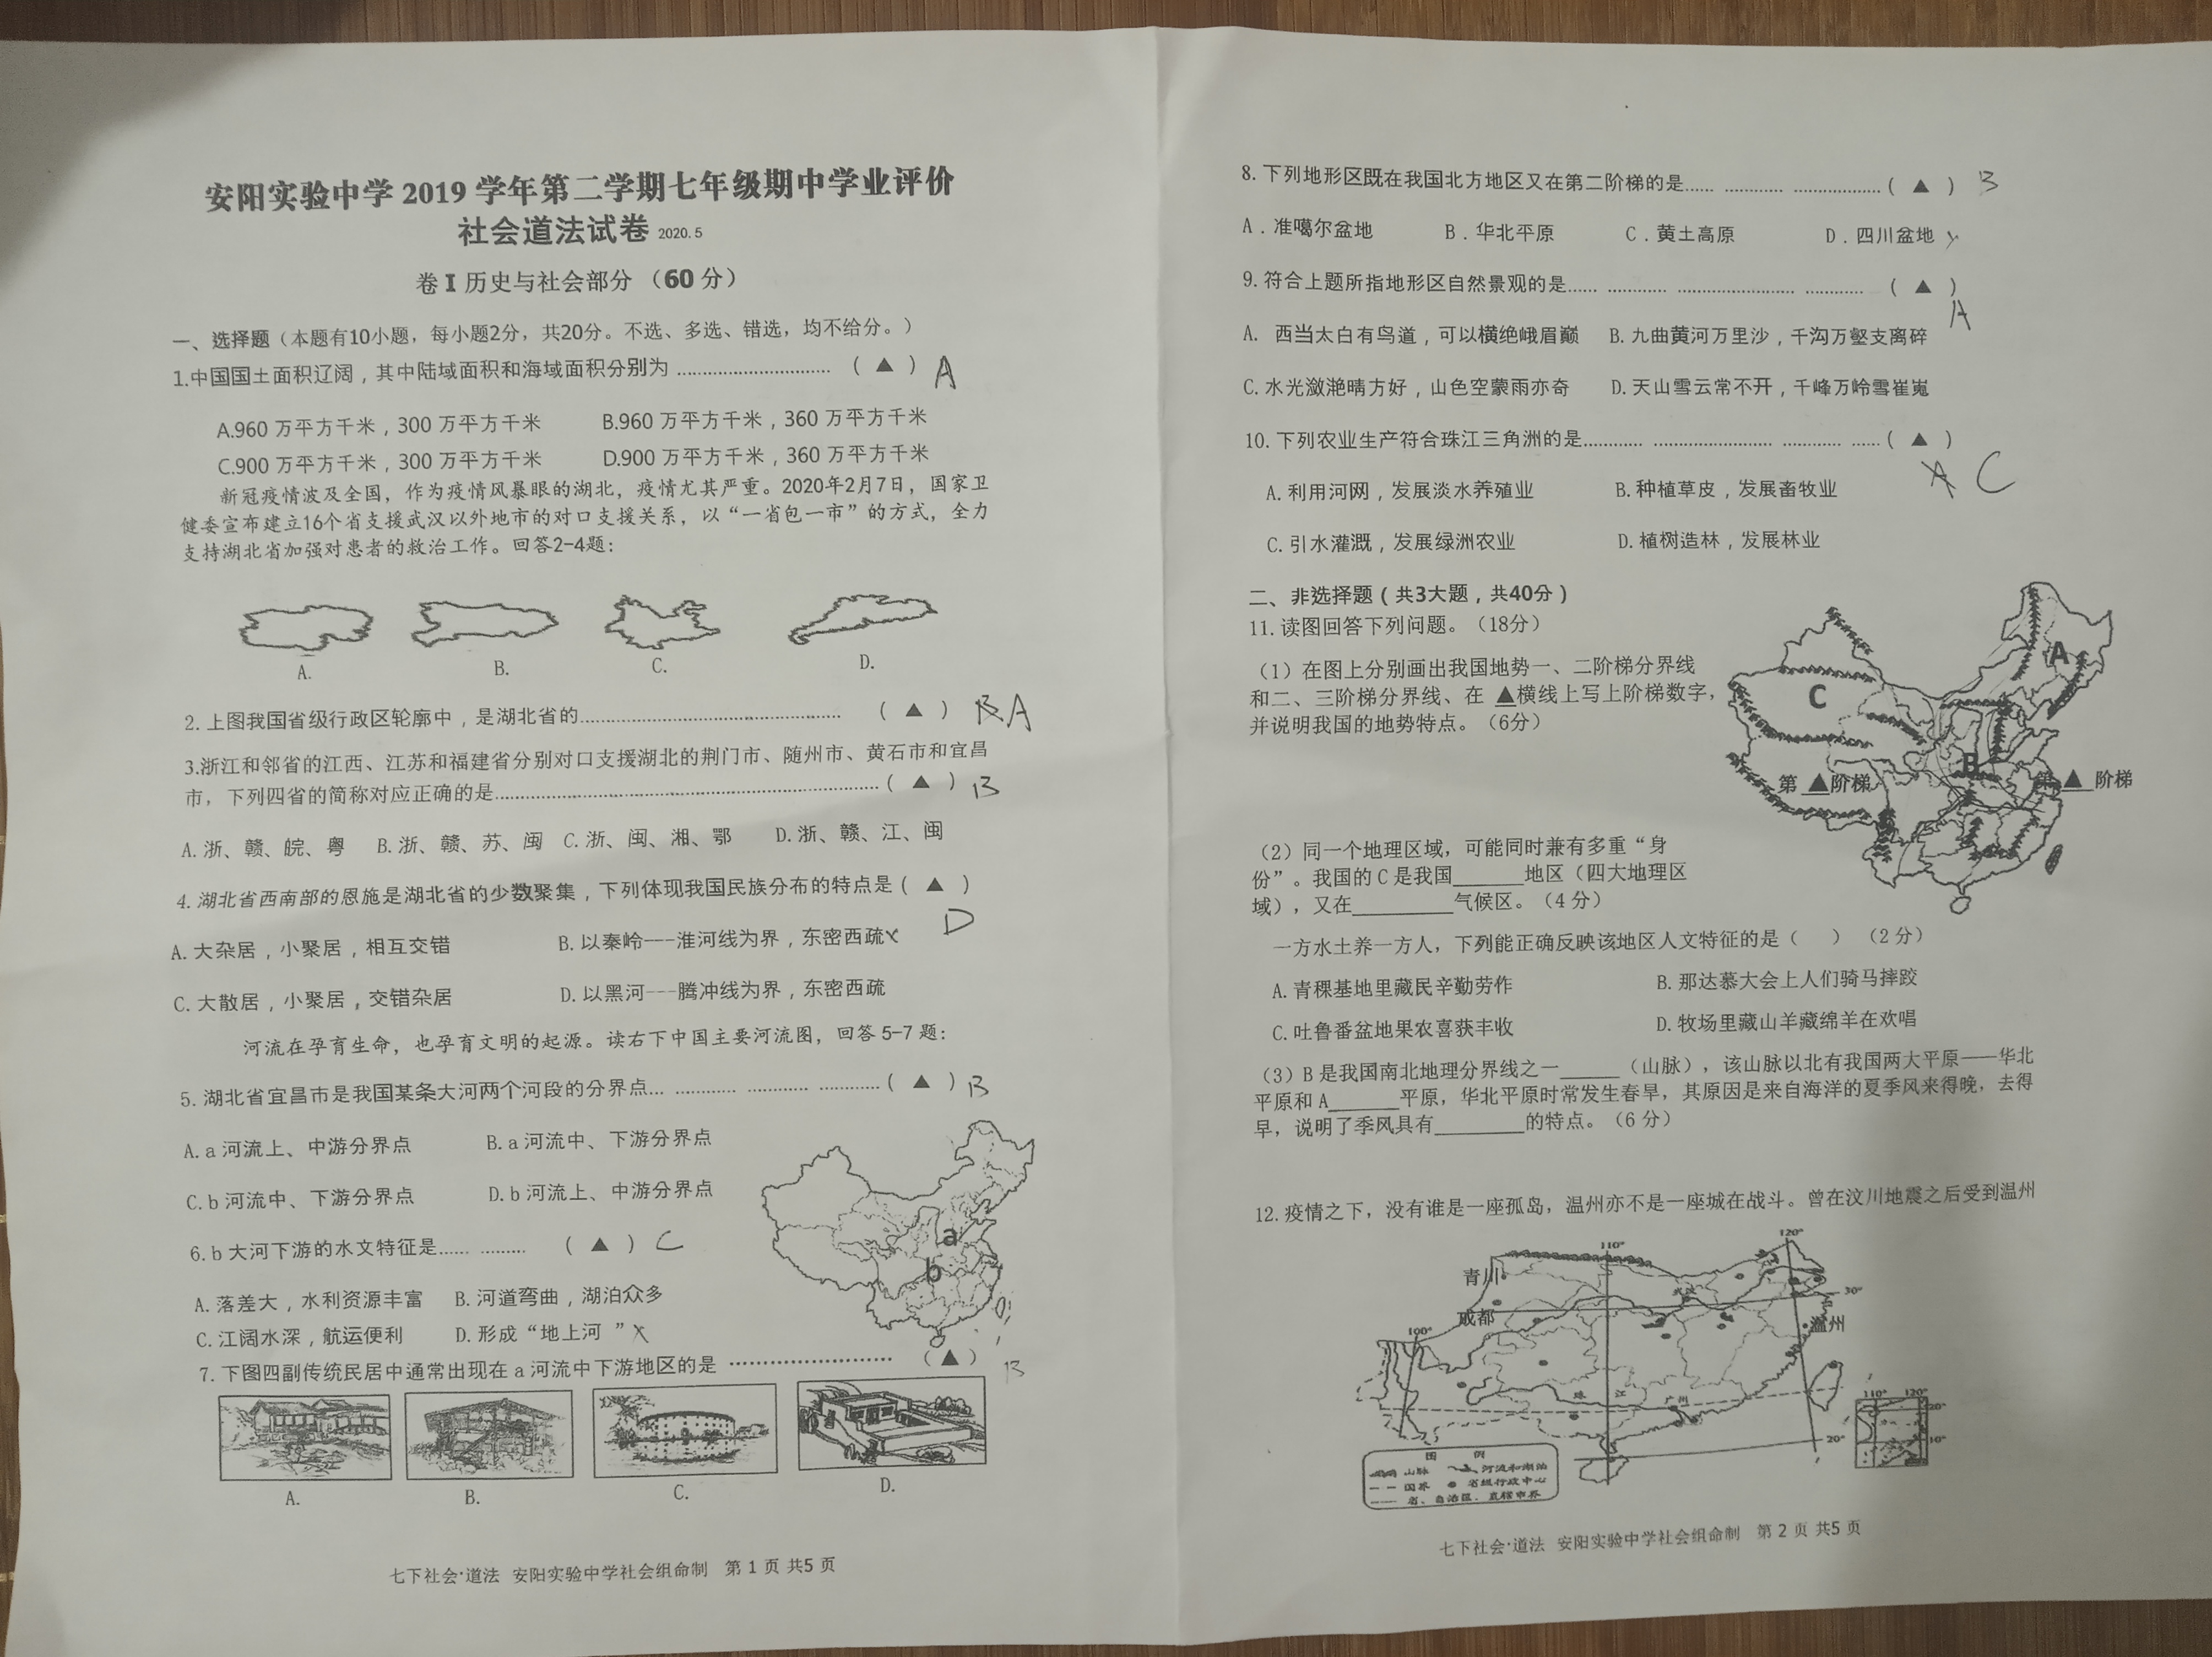 安阳实验中学 2019 学年第二学期七年级期中学业评价
社会道法试卷 2020.5
卷 I 历史与社会部分 （60 分）
一、选择题（本题有10小题，每小题2分，共20分。不选、多选、错选，均不给分。）
1.中国国土面积辽阔，其中陆域面积和海域面积分别为 ………………………… （ ▲ ） A
A.960 万平方千米，300 万平方千米 B.960 万平方千米，360 万平方千米
C.900 万平方千米，300 万平方千米 D.900 万平方千米，360 万平方千米
新冠疫情波及全国，作为疫情风暴眼的湖北，疫情尤其严重。2020年2月7日，国家卫
健委宣布建立16个省支援武汉以外地市的对口支援关系，以“一省包一市”的方式，全力
支持湖北省加强对患者的救治工作。回答2-4题：
A. B. C. D.
2.上图我国省级行政区轮廓中，是湖北省的………………………………………… （ ▲ ） B A
3.浙江和邻省的江西、江苏和福建省分别对口支援湖北的荆门市、随州市、黄石市和宜昌
市，下列四省的简称对应正确的是……………………………………………………………（ ▲ ） B
A.浙、赣、皖、粤 B.浙、赣、苏、闽 C.浙、闽、湘、鄂 D.浙、赣、江、闽
4.湖北省西南部的恩施是湖北省的少数聚集，下列体现我国民族分布的特点是（ ▲ ）
D
A.大杂居，小聚居，相互交错 B.以秦岭---淮河线为界，东密西疏 ×
C.大散居，小聚居，交错杂居 D.以黑河---腾冲线为界，东密西疏
河流在孕育生命，也孕育文明的起源。读右下中国主要河流图，回答 5-7 题：
5.湖北省宜昌市是我国某条大河两个河段的分界点… ………… ………… …………（ ▲ ） B
A.a 河流上、中游分界点 B.a 河流中、下游分界点
C.b 河流中、下游分界点 D.b 河流上、中游分界点
a
b
6.b 大河下游的水文特征是…… ……… （ ▲ ） C
A.落差大，水利资源丰富 B.河道弯曲，湖泊众多
C.江阔水深，航运便利 D.形成“地上河 ” ×
7.下图四副传统民居中通常出现在 a 河流中下游地区的是 ………………………… （ ▲ ） B
A. B. C. D.
七下社会·道法 安阳实验中学社会组命制 第 1 页 共5 页
8.下列地形区既在我国北方地区又在第二阶梯的是…… ………… ………………（ ▲ ） B
A．准噶尔盆地 B．华北平原 C．黄土高原 D．四川盆地 ×
9.符合上题所指地形区自然景观的是…… ………… …………………… ………… （ ▲ ）
A
A. 西当太白有鸟道，可以横绝峨眉巅 B.九曲黄河万里沙，千沟万壑支离碎
C.水光潋滟晴方好，山色空蒙雨亦奇 D.天山雪云常不开，千峰万岭雪崔嵬
10.下列农业生产符合珠江三角洲的是………… …………………… ………… ……（ ▲ ）
A C
A.利用河网，发展淡水养殖业 B.种植草皮，发展畜牧业
C.引水灌溉，发展绿洲农业 D.植树造林，发展林业
二、非选择题（共3大题，共40分）
11.读图回答下列问题。（18分）
（1）在图上分别画出我国地势一、二阶梯分界线
和二、三阶梯分界线、在 ▲横线上写上阶梯数字，
并说明我国的地势特点。（6分）
A
C
B
第 ▲阶梯
第 ▲ 阶梯
（2）同一个地理区域，可能同时兼有多重“身
份”。我国的 C 是我国______地区（四大地理区
域），又在_________气候区。（4 分）
一方水土养一方人，下列能正确反映该地区人文特征的是（ ）（2 分）
A.青稞基地里藏民辛勤劳作 B.那达慕大会上人们骑马摔跤
C.吐鲁番盆地果农喜获丰收 D.牧场里藏山羊藏绵羊在欢唱
（3）B 是我国南北地理分界线之一_____（山脉），该山脉以北有我国两大平原——华北
平原和 A______平原，华北平原时常发生春旱，其原因是来自海洋的夏季风来得晚，去得
早，说明了季风具有________的特点。（6 分）
12.疫情之下，没有谁是一座孤岛，温州亦不是一座城在战斗。曾在汶川地震之后受到温州
110° 120°
青川
30°
成都
温州
100°
珠 江 广州
110° 120°
20°
20° 10°
图 例
山脉 河流和湖泊
国界 省级行政中心
省、自治区、直辖市界
七下社会·道法 安阳实验中学社会组命制 第 2 页 共5 页